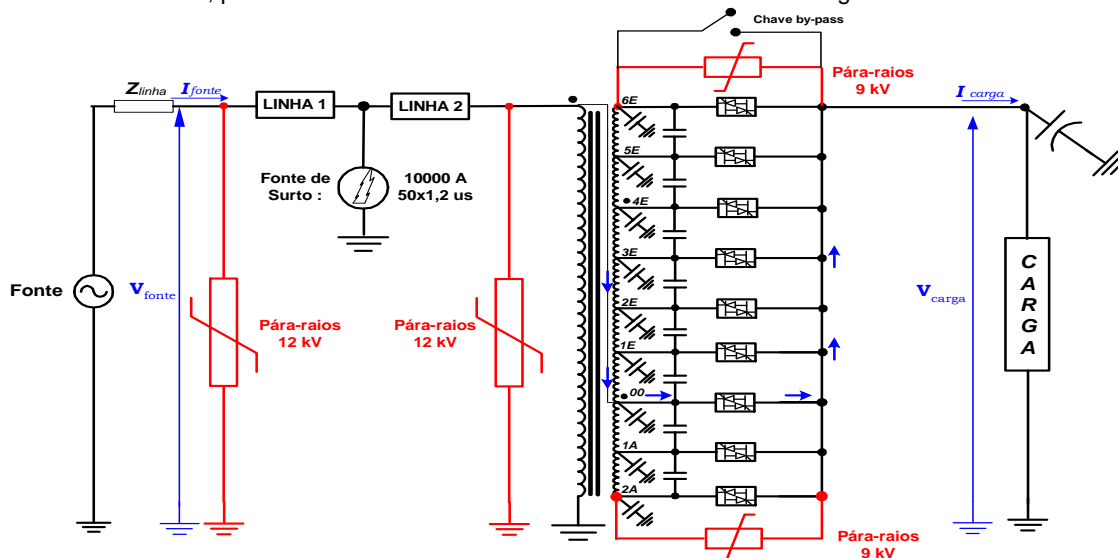 Chave by-pass
Zlinha
Ifonte
LINHA 1
LINHA 2
Pára-raios
9 kV
I carga
6E
5E
4E
3E
2E
1E
00
1A
2A
Fonte de
Surto :
10000 A
50x1,2 us
Fonte
Vfonte
Pára-raios
12 kV
Pára-raios
12 kV
Vcarga
CARGA
Pára-raios
9 kV